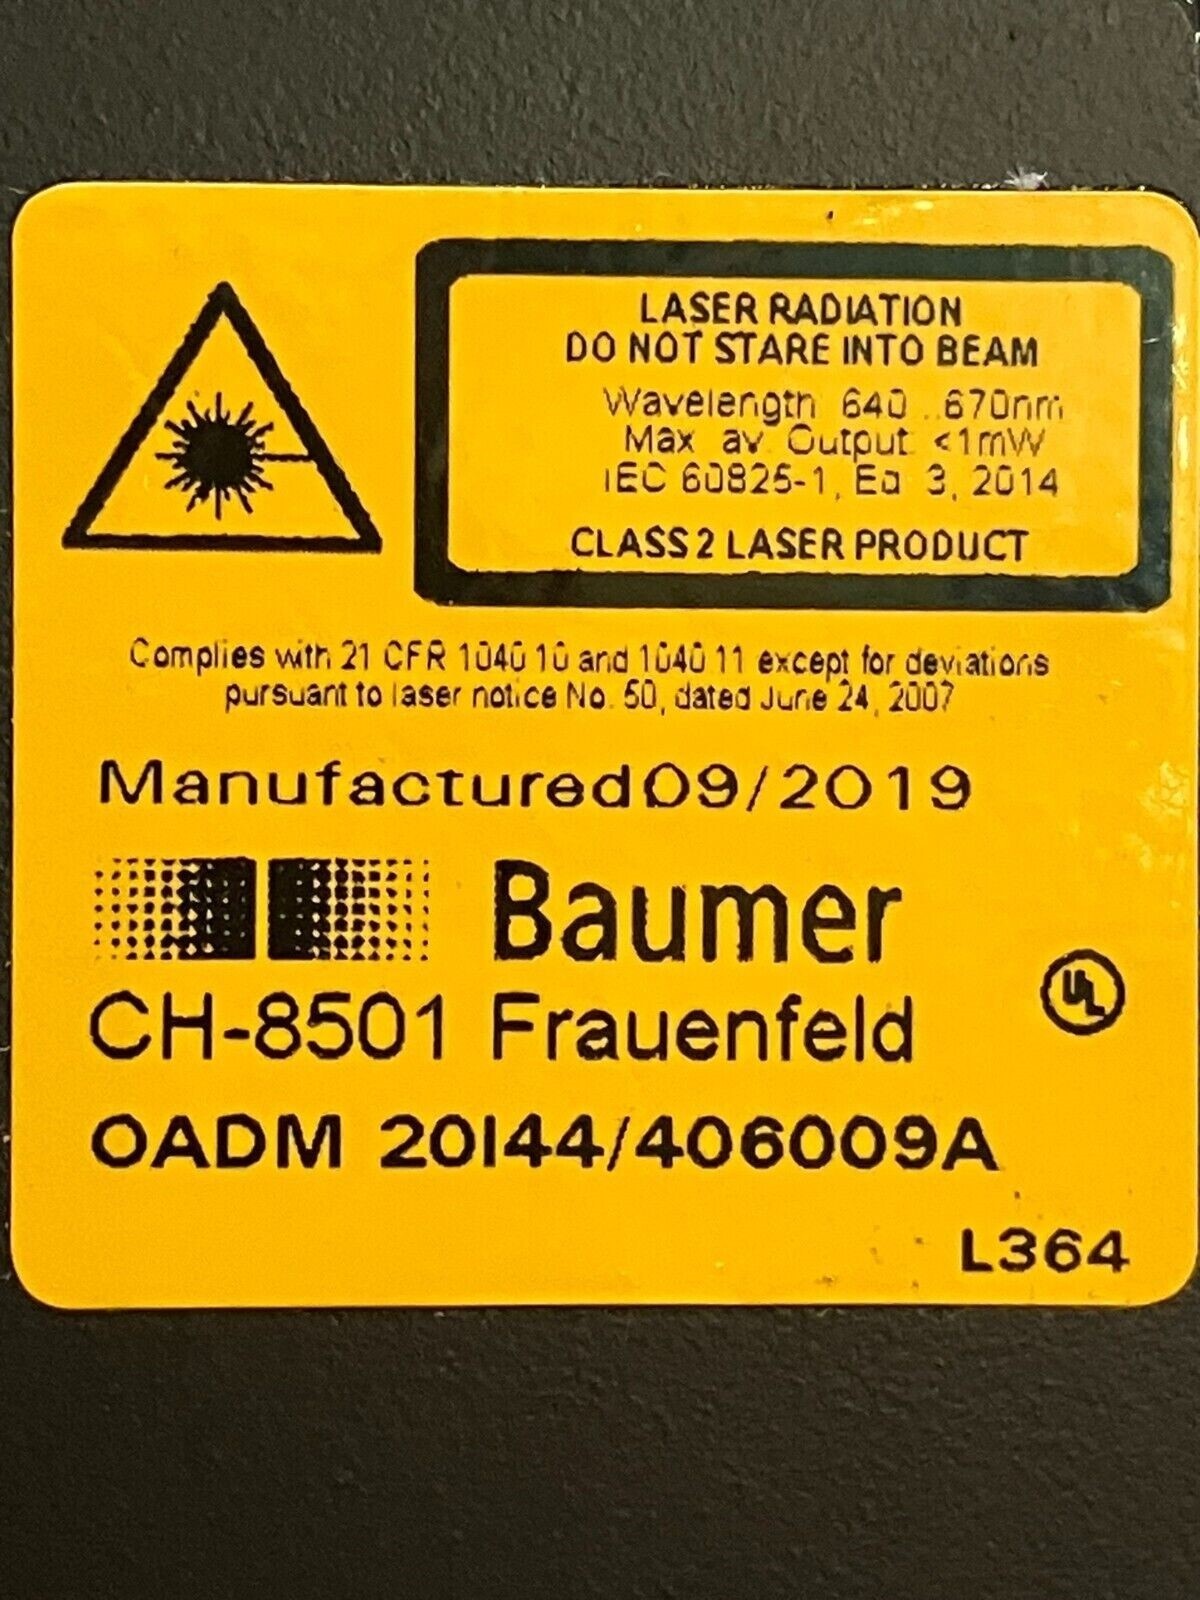 LASER RADIATION
DO NOT STARE INTO BEAM
Wavelength 640..670nm
Max av. Output <1mW
IEC 60825-1, Ed 3, 2014
CLASS 2 LASER PRODUCT
Complies with 21 CFR 1040 10 and 1040 11 except for deviations
pursuant to laser notice No. 50, dated June 24, 2007
Manufactured09/2019
Baumer
CH-8501 Frauenfeld
UL
OADM 20I44/406009A
L364